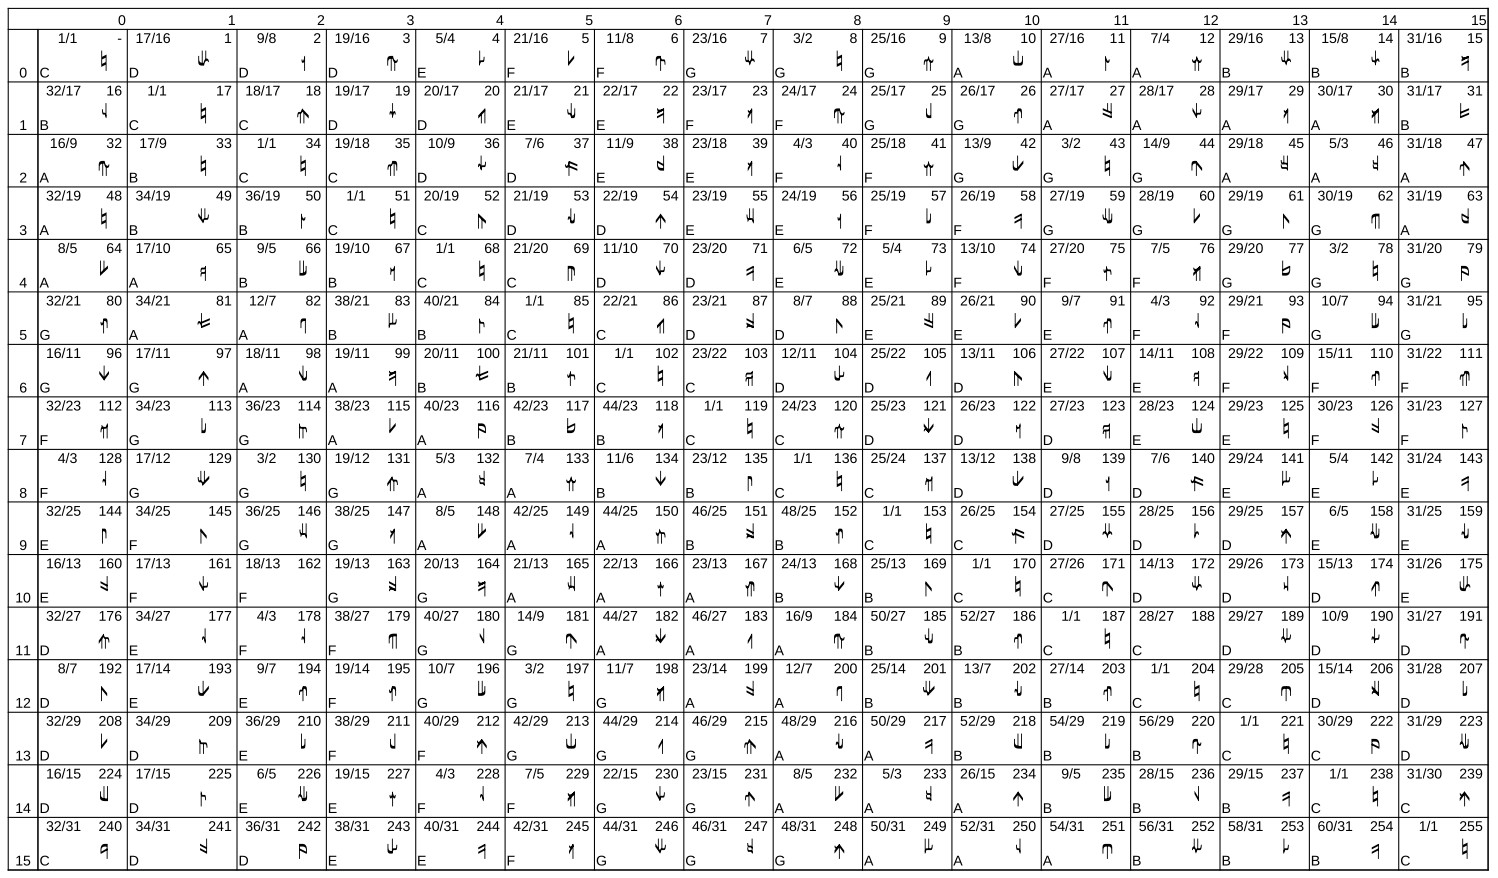 0 1 2 3 4 5 6 7 8 9 10 11 12 13 14 15
1/1 - 17/16 1 9/8 2 19/16 3 5/4 4 21/16 5 11/8 6 23/16 7 3/2 8 25/16 9 13/8 10 27/16 11 7/4 12 29/16 13 15/8 14 31/16 15
0 C D D D E F F G G G A A A B B B
32/17 16 1/1 17 18/17 18 19/17 19 20/17 20 21/17 21 22/17 22 23/17 23 24/17 24 25/17 25 26/17 26 27/17 27 28/17 28 29/17 29 30/17 30 31/17 31
1 B C C D D E E F F G G A A A A B
16/9 32 17/9 33 1/1 34 19/18 35 10/9 36 7/6 37 11/9 38 23/18 39 4/3 40 25/18 41 13/9 42 3/2 43 14/9 44 29/18 45 5/3 46 31/18 47
2 A B C C D D E E F F G G G A A A
32/19 48 34/19 49 36/19 50 1/1 51 20/19 52 21/19 53 22/19 54 23/19 55 24/19 56 25/19 57 26/19 58 27/19 59 28/19 60 29/19 61 30/19 62 31/19 63
3 A B B C C D D E E F F G G G G A
8/5 64 17/10 65 9/5 66 19/10 67 1/1 68 21/20 69 11/10 70 23/20 71 6/5 72 5/4 73 13/10 74 27/20 75 7/5 76 29/20 77 3/2 78 31/20 79
4 A A B B C C D D E E F F F G G G
32/21 80 34/21 81 12/7 82 38/21 83 40/21 84 1/1 85 22/21 86 23/21 87 8/7 88 25/21 89 26/21 90 9/7 91 4/3 92 29/21 93 10/7 94 31/21 95
5 G A A B B C C D D E E E F F G G
16/11 96 17/11 97 18/11 98 19/11 99 20/11 100 21/11 101 1/1 102 23/22 103 12/11 104 25/22 105 13/11 106 27/22 107 14/11 108 29/22 109 15/11 110 31/22 111
6 G G A A B B C C D D D E E F F F
32/23 112 34/23 113 36/23 114 38/23 115 40/23 116 42/23 117 44/23 118 1/1 119 24/23 120 25/23 121 26/23 122 27/23 123 28/23 124 29/23 125 30/23 126 31/23 127
7 F G G A A B B C C D D D E E F F
4/3 128 17/12 129 3/2 130 19/12 131 5/3 132 7/4 133 11/6 134 23/12 135 1/1 136 25/24 137 13/12 138 9/8 139 7/6 140 29/24 141 5/4 142 31/24 143
8 F G G G A A B B C C D D D E E E
32/25 144 34/25 145 36/25 146 38/25 147 8/5 148 42/25 149 44/25 150 46/25 151 48/25 152 1/1 153 26/25 154 27/25 155 28/25 156 29/25 157 6/5 158 31/25 159
9 E F G G A A A B B C C D D D E E
16/13 160 17/13 161 18/13 162 19/13 163 20/13 164 21/13 165 22/13 166 23/13 167 24/13 168 25/13 169 1/1 170 27/26 171 14/13 172 29/26 173 15/13 174 31/26 175
10 E F F G G A A A B B C C D D D E
32/27 176 34/27 177 4/3 178 38/27 179 40/27 180 14/9 181 44/27 182 46/27 183 16/9 184 50/27 185 52/27 186 1/1 187 28/27 188 29/27 189 10/9 190 31/27 191
11 D E F F G G A A A B B C C D D D
8/7 192 17/14 193 9/7 194 19/14 195 10/7 196 3/2 197 11/7 198 23/14 199 12/7 200 25/14 201 13/7 202 27/14 203 1/1 204 29/28 205 15/14 206 31/28 207
12 D E E F G G G A A B B C C C D D
32/29 208 34/29 209 36/29 210 38/29 211 40/29 212 42/29 213 44/29 214 46/29 215 48/29 216 50/29 217 52/29 218 54/29 219 56/29 220 1/1 221 30/29 222 31/29 223
13 D D E F F G G G A A B B B C C D
16/15 224 17/15 225 6/5 226 19/15 227 4/3 228 7/5 229 22/15 230 23/15 231 8/5 232 5/3 233 26/15 234 9/5 235 28/15 236 29/15 237 1/1 238 31/30 239
14 D D E E F F G G A A A B B B C C
32/31 240 34/31 241 36/31 242 38/31 243 40/31 244 42/31 245 44/31 246 46/31 247 48/31 248 50/31 249 52/31 250 54/31 251 56/31 252 58/31 253 60/31 254 1/1 255
15 C D D E E F G G G A A A B B B C